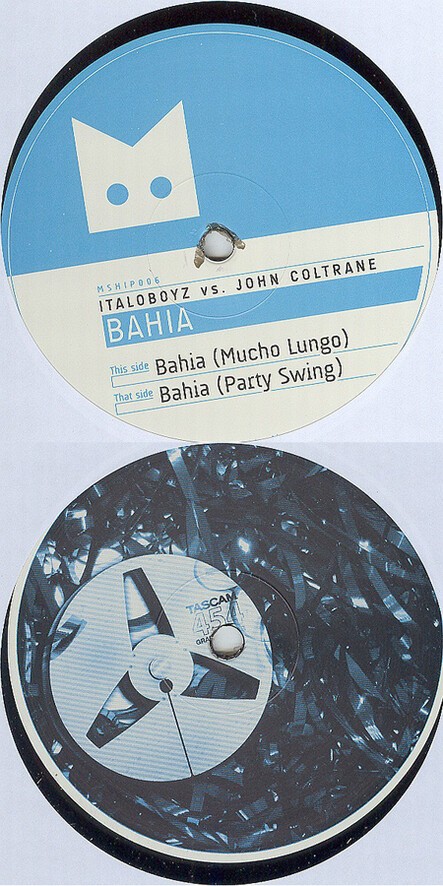 MSHIP006
ITALOBOYZ vs. JOHN COLTRANE
BAHIA
This side Bahia (Mucho Lungo)
That side Bahia (Party Swing)
TASCAM